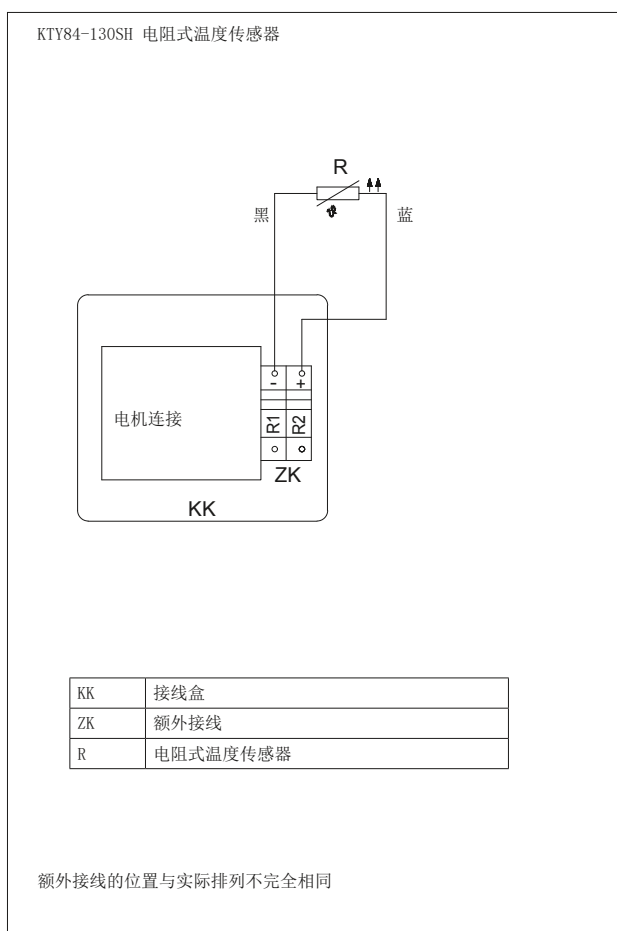 KTY84-130SH 电阻式温度传感器
R
黑
蓝
ϑ
- +
电机连接
R1 R2
ZK
KK
KK 接线盒
ZK 额外接线
R 电阻式温度传感器
额外接线的位置与实际排列不完全相同